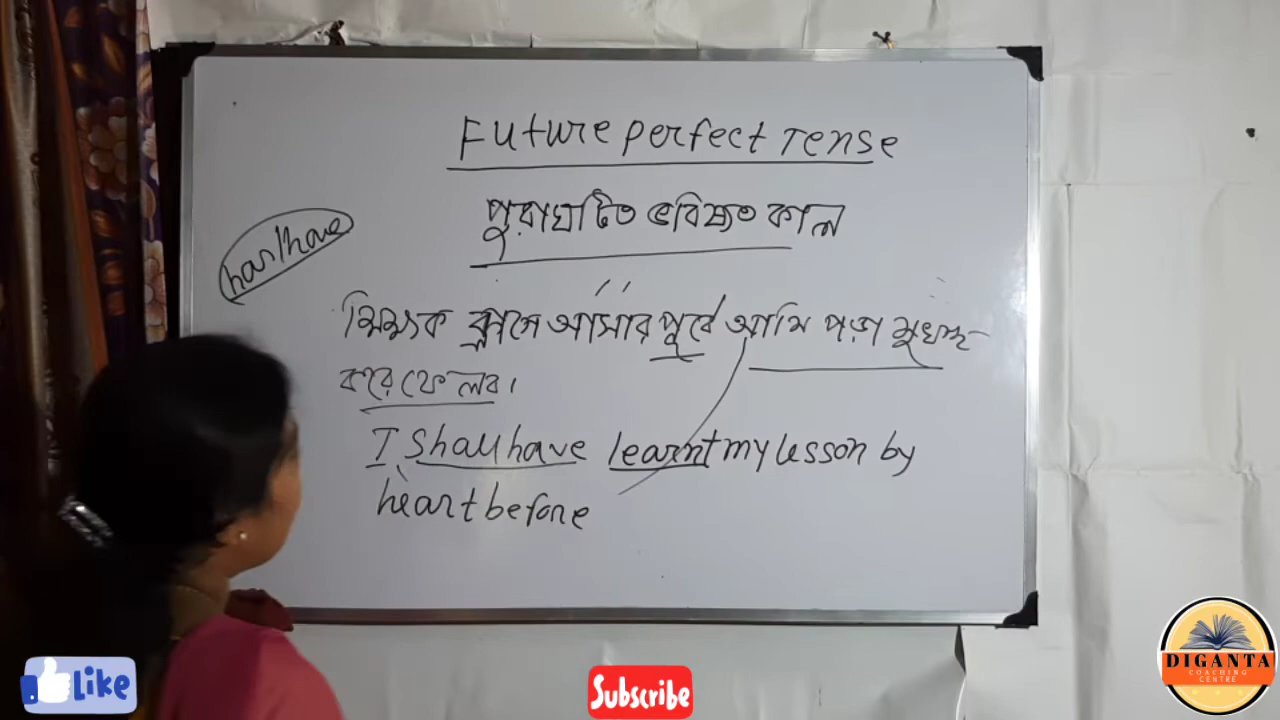 Future perfect Tense
পুরাঘটিত ভবিষ্যত কাল
has/have
শিক্ষক ক্লাসে আসার পূর্বে আমি পড়া মুখস্থ
করে ফেলব।
I Shall have learnt my lesson by
heart before
Like
Subscribe
DIGANTA
COACHING
CENTRE